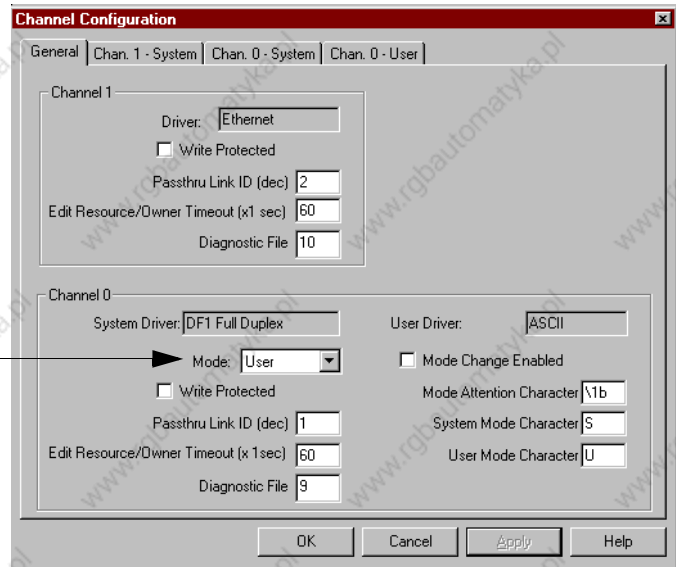 Channel Configuration
General Chan. 1 - System Chan. 0 - System Chan. 0 - User
Channel 1
Driver: Ethernet
Write Protected
Passthru Link ID (dec) 2
Edit Resource/Owner Timeout (x1 sec) 60
Diagnostic File 10
Channel 0
System Driver: DF1 Full Duplex User Driver: ASCII
Mode: User Mode Change Enabled
Write Protected Mode Attention Character \1b
Passthru Link ID (dec) 1 System Mode Character S
Edit Resource/Owner Timeout (x 1sec) 60 User Mode Character U
Diagnostic File 9
OK Cancel Apply Help
www.rgbautomatyka.pl